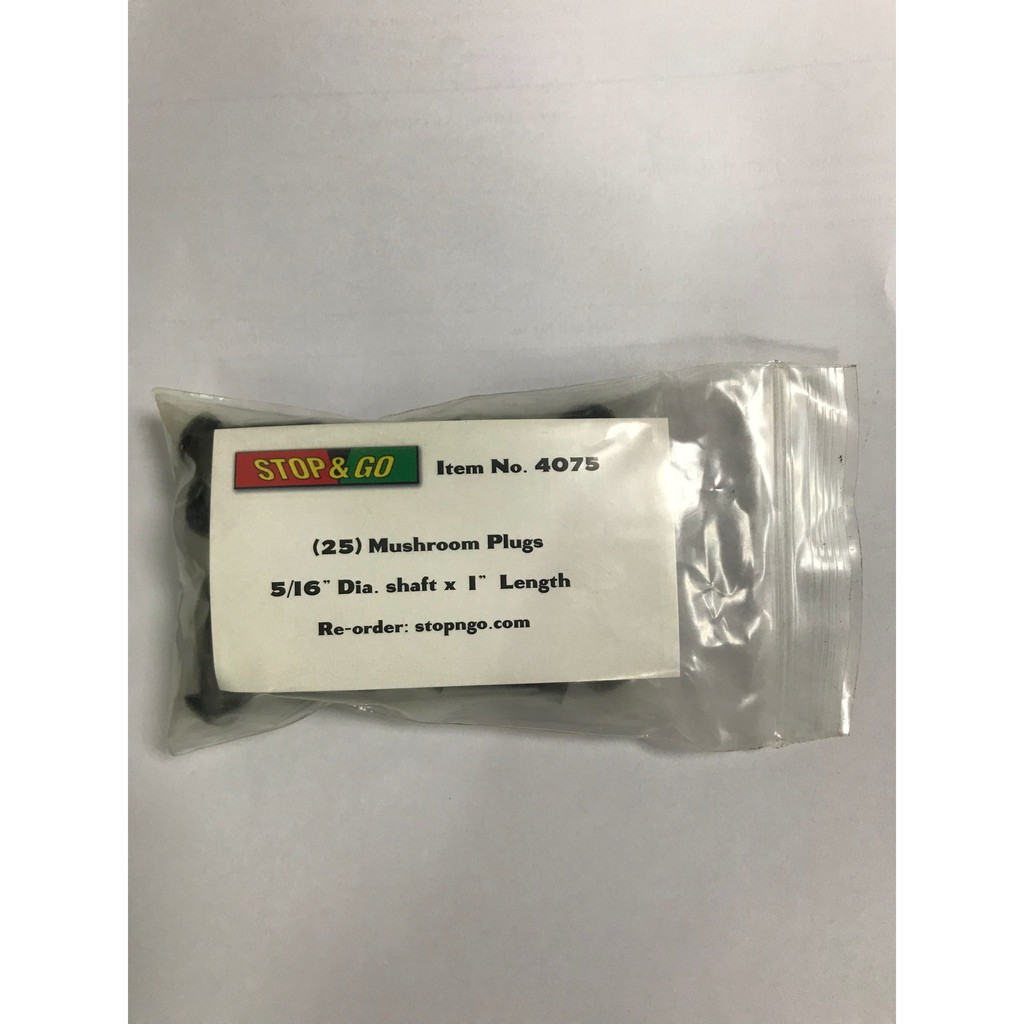 STOP & GO Item No. 4075
(25) Mushroom Plugs
5/16" Dia. shaft x 1" Length
Re-order: stopngo.com